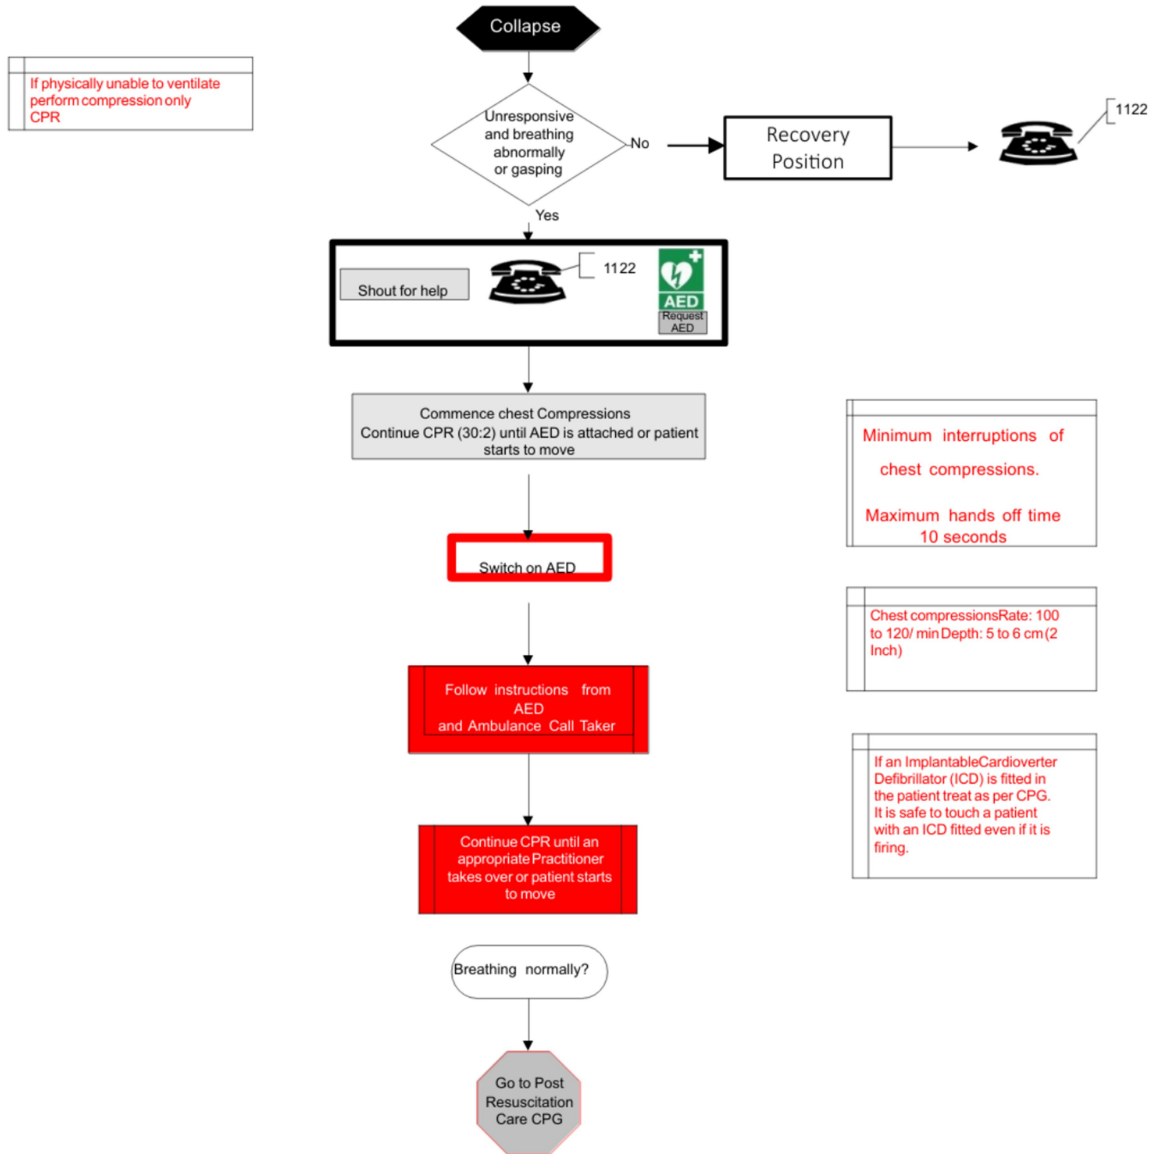 Collapse
If physically unable to ventilate
perform compression only
CPR
Unresponsive
and breathing
abnormally
or gasping
No
Recovery
Position
1122
Yes
Shout for help
1122
AED
Request
AED
Commence chest Compressions
Continue CPR (30:2) until AED is attached or patient
starts to move
Minimum interruptions of
chest compressions.
Maximum hands off time
10 seconds
Switch on AED
Chest compressionsRate: 100
to 120/ min Depth: 5 to 6 cm (2
Inch)
Follow instructions from
AED
and Ambulance Call Taker
If an ImplantableCardioverter
Defibrillator (ICD) is fitted in
the patient treat as per CPG.
It is safe to touch a patient
with an ICD fitted even if it is
firing.
Continue CPR until an
appropriate Practitioner
takes over or patient starts
to move
Breathing normally?
Go to Post
Resuscitation
Care CPG